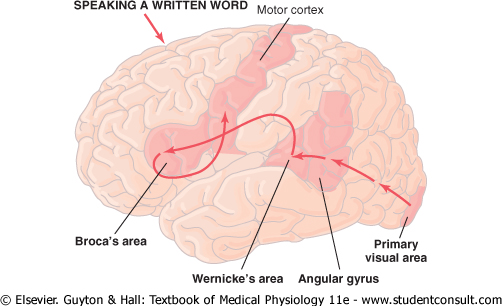 SPEAKING A WRITTEN WORD
Motor cortex
Broca's area
Wernicke's area
Angular gyrus
Primary
visual area
© Elsevier. Guyton & Hall: Textbook of Medical Physiology 11e - www.studentconsult.com